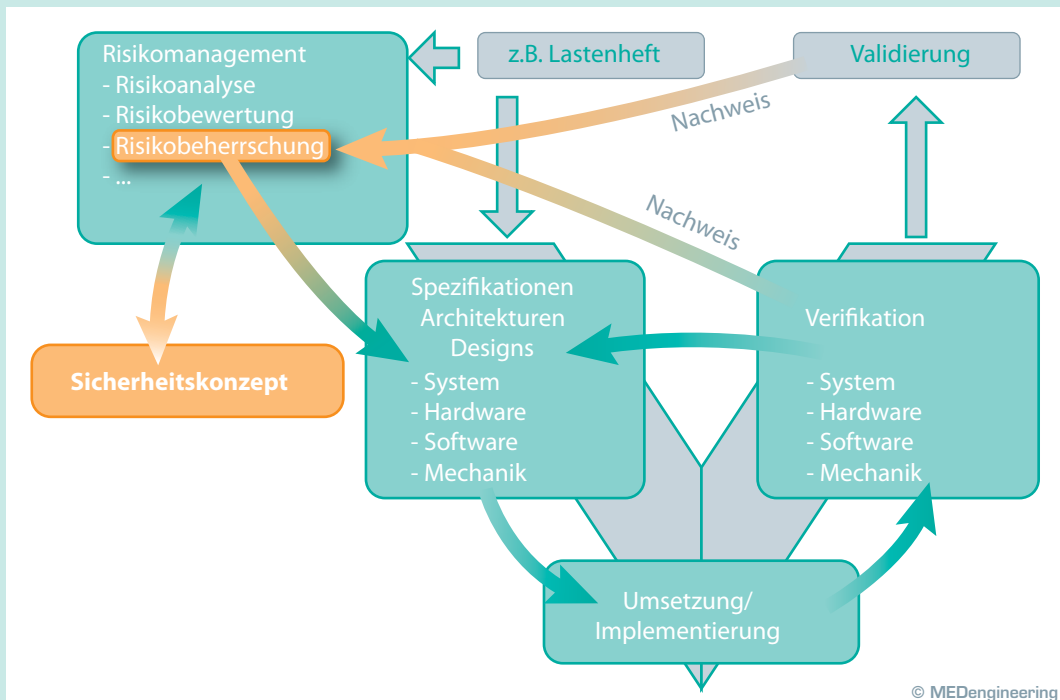 Risikomanagement
- Risikoanalyse
- Risikobewertung
- Risikobeherrschung
- ...
z.B. Lastenheft
Validierung
Nachweis
Nachweis
Sicherheitskonzept
Spezifikationen
Architekturen
Designs
- System
- Hardware
- Software
- Mechanik
Verifikation
- System
- Hardware
- Software
- Mechanik
Umsetzung/
Implementierung
© MEDengineering